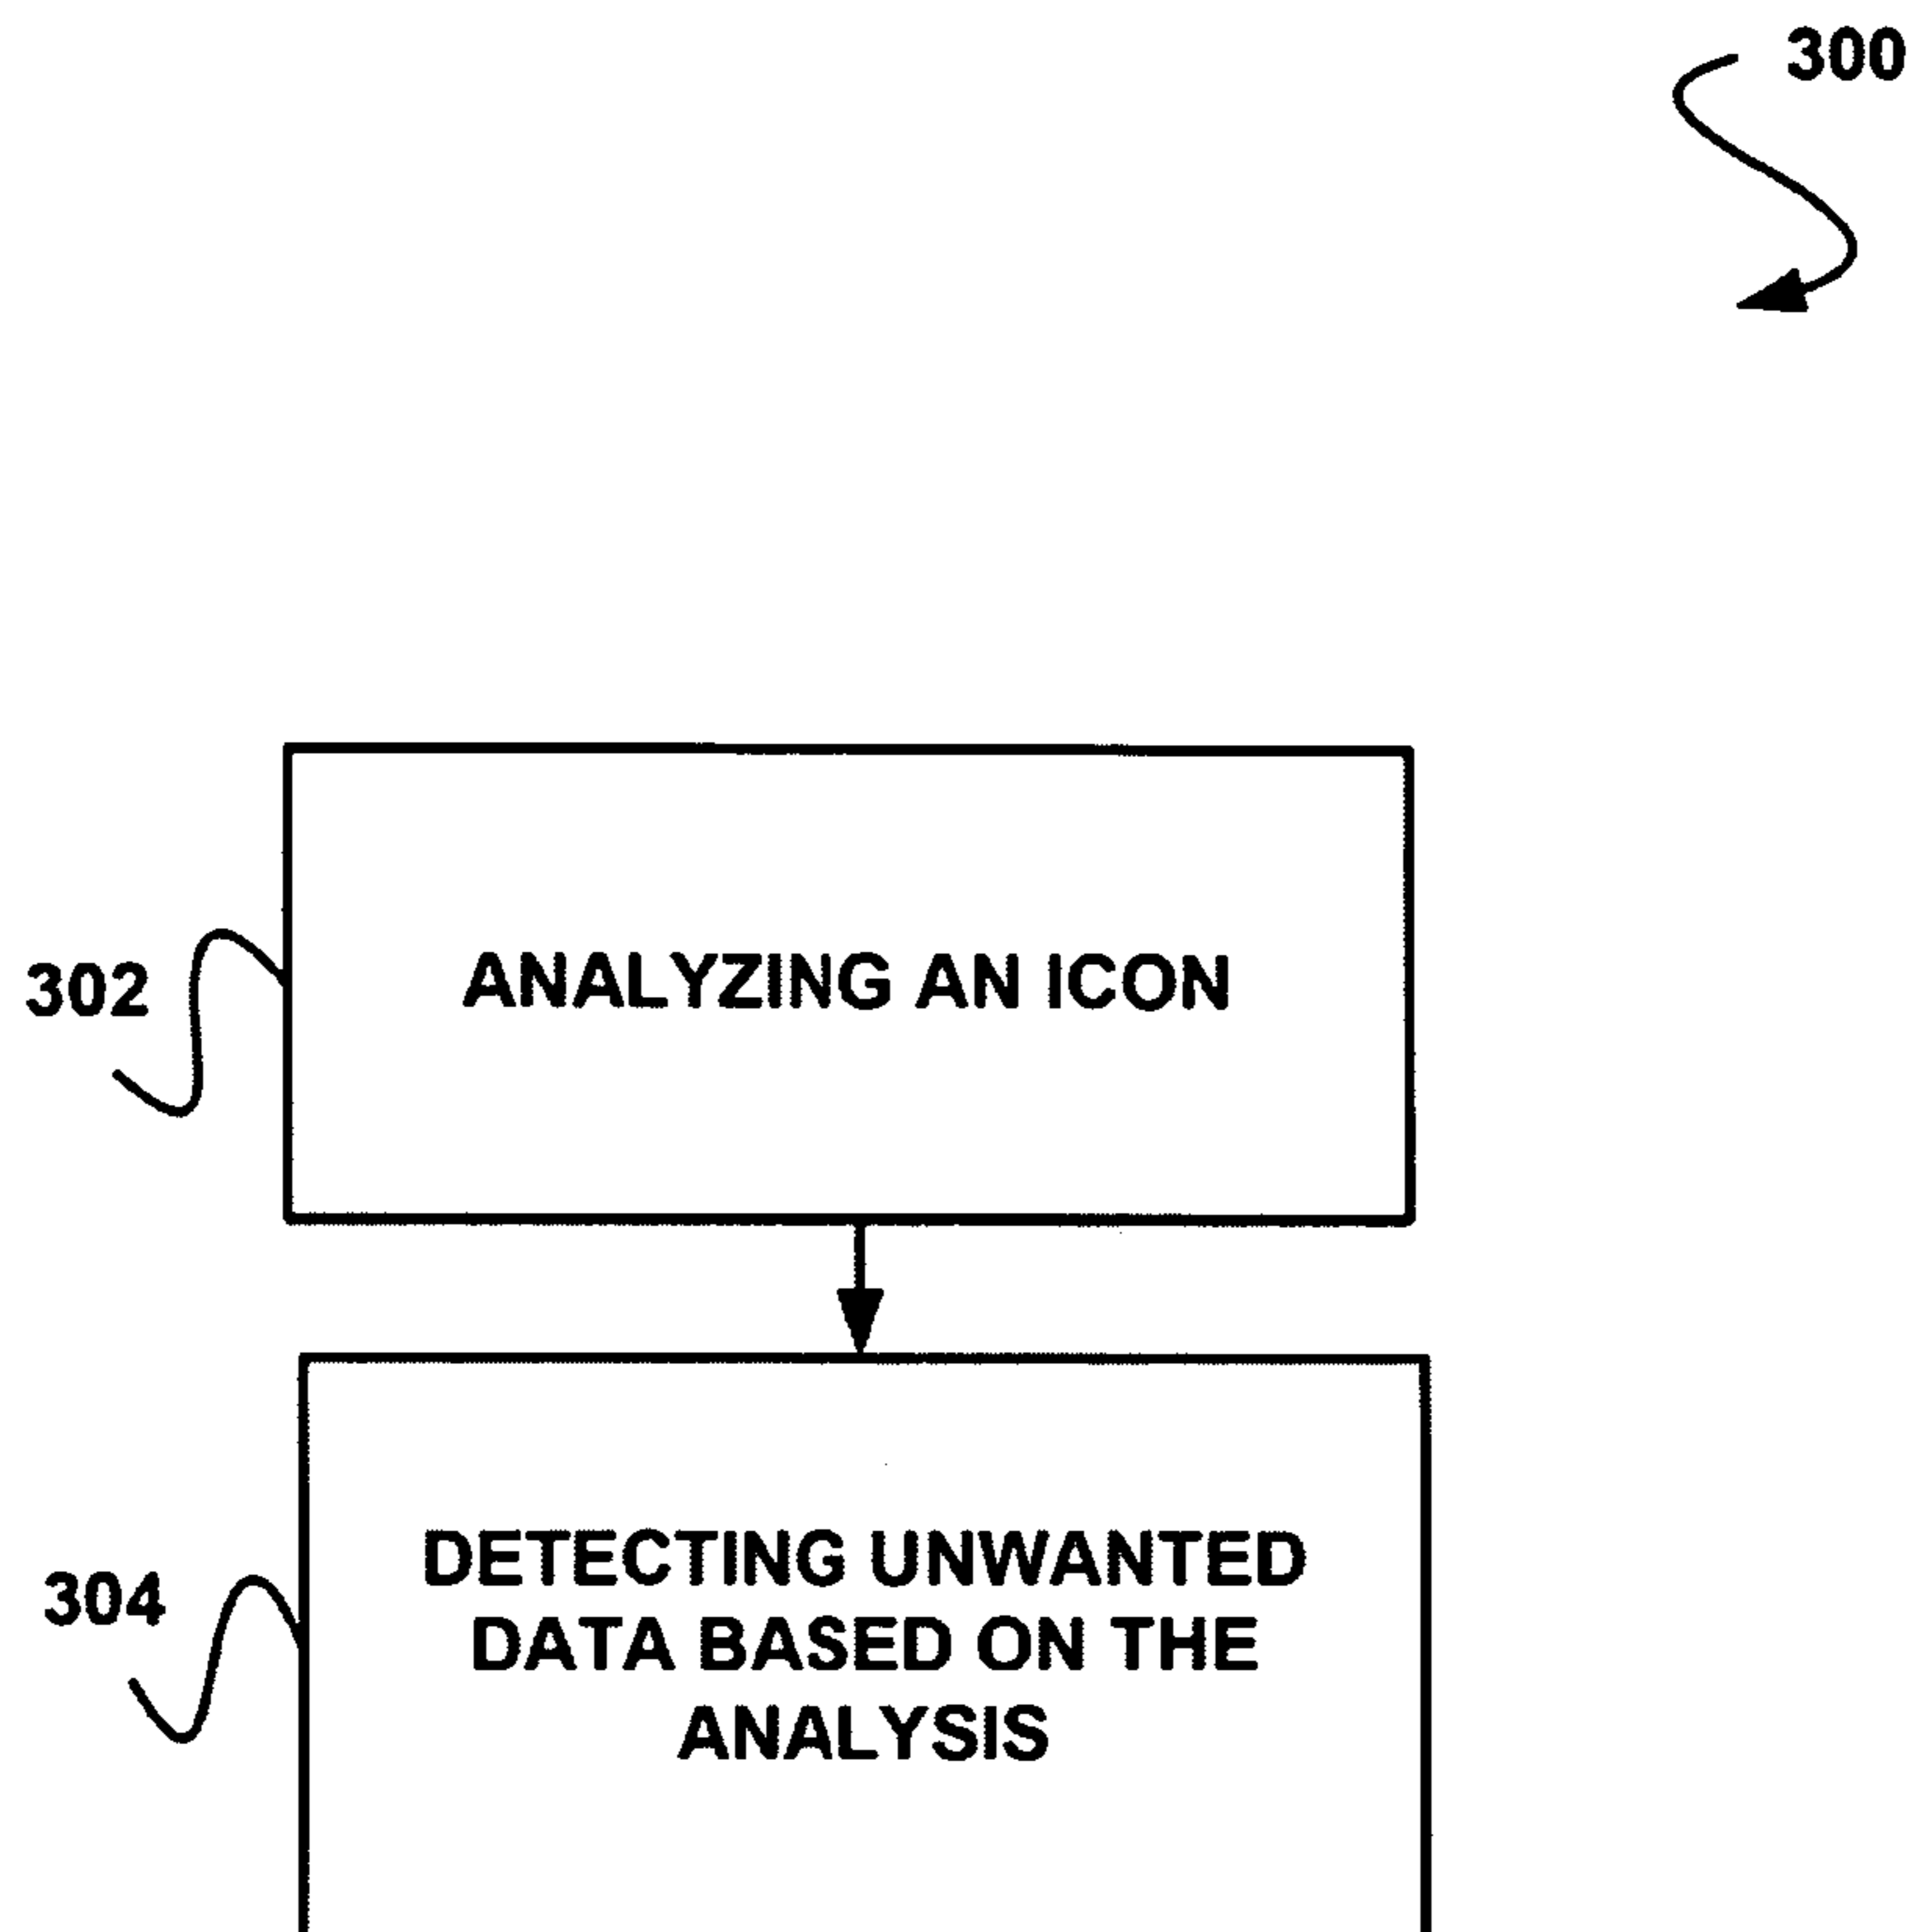 300
302
ANALYZING AN ICON
304
DETECTING UNWANTED
DATA BASED ON THE
ANALYSIS